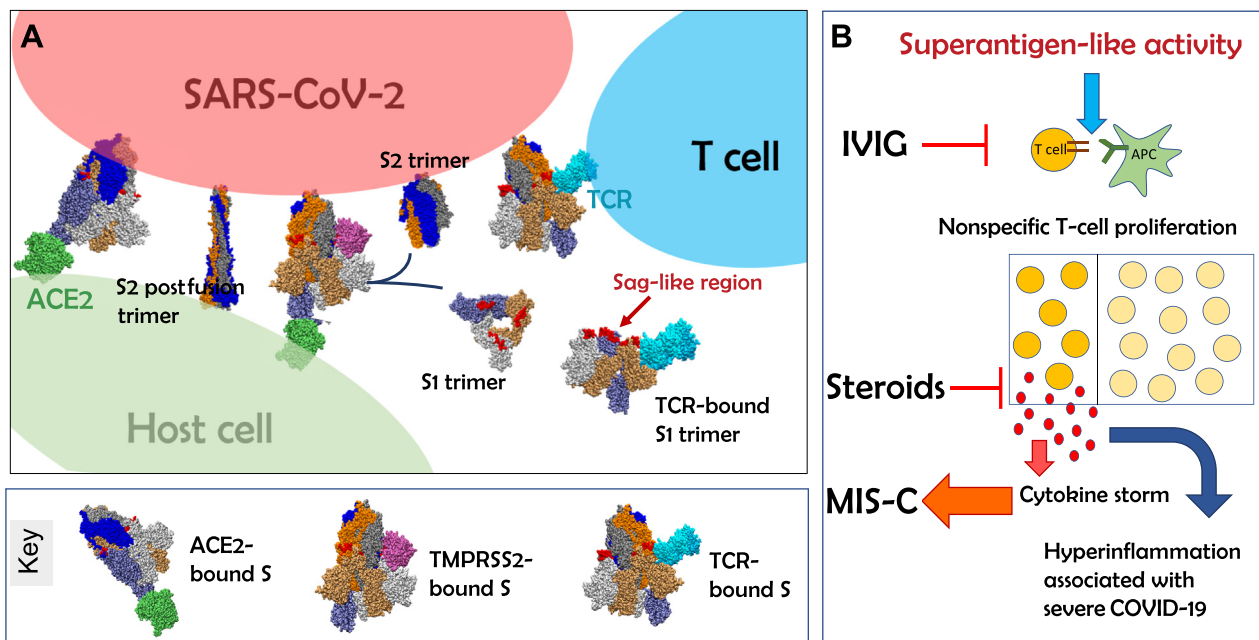 A
SARS-CoV-2
T cell
S2 trimer
TCR
ACE2
S2 postfusion
trimer
Sag-like region
S1 trimer
TCR-bound
S1 trimer
Host cell
Key
ACE2-
bound S
TMPRSS2-
bound S
TCR-
bound S
B
Superantigen-like activity
IVIG
T cell
APC
Nonspecific T-cell proliferation
Steroids
MIS-C
Cytokine storm
Hyperinflammation
associated with
severe COVID-19